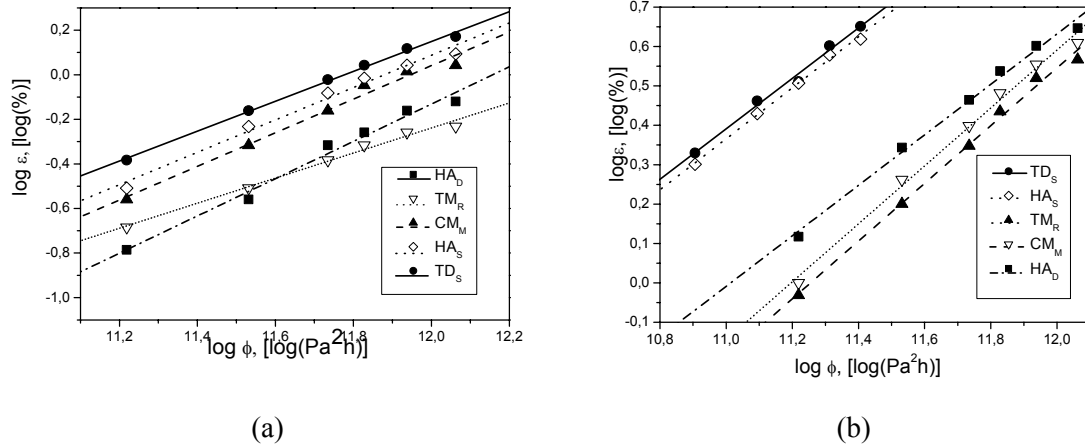 0,2
0,0
-0,2
-0,4
-0,6
-0,8
-1,0
log ε, [log(%)]
HA_D
TM_R
CM_M
HA_S
TD_S
11,2
11,4
11,6
11,8
12,0
12,2
log ϕ, [log(Pa²h)]
(a)
0,7
0,6
0,5
0,4
0,3
0,2
0,1
0,0
-0,1
logε, [log(%)]
TD_S
HA_S
TM_R
CM_M
HA_D
10,8
11,0
11,2
11,4
11,6
11,8
12,0
log ϕ, [log(Pa²h)]
(b)